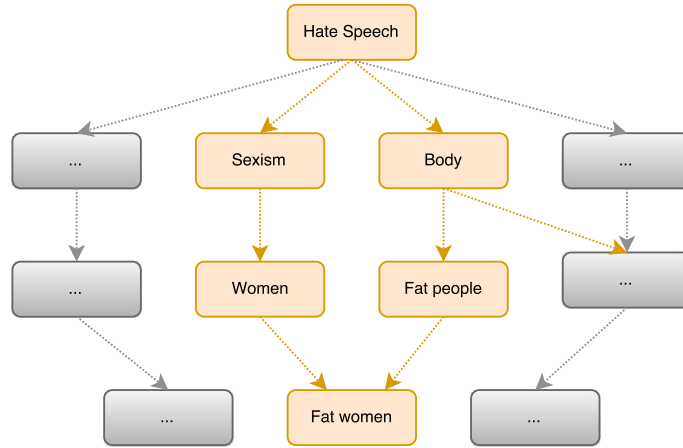 Hate Speech
...
Sexism
Body
...
...
Women
Fat people
...
...
Fat women
...